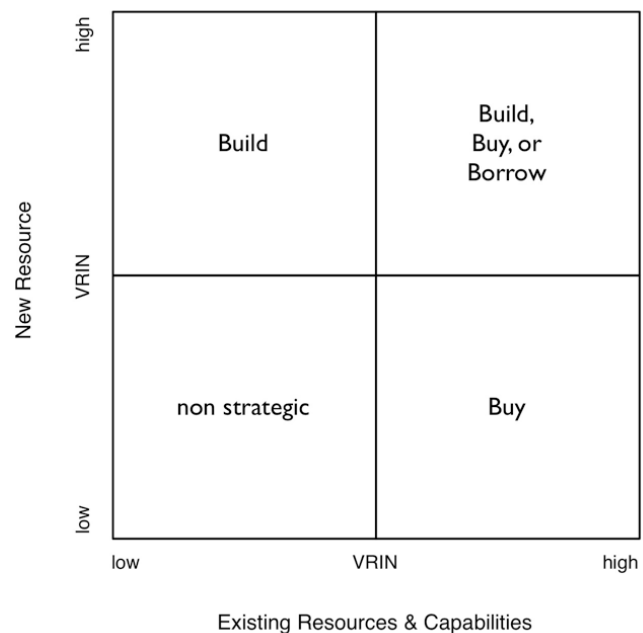 high
Build
Build,
Buy, or
Borrow
New Resource
VRIN
non strategic
Buy
low
low
VRIN
high
Existing Resources & Capabilities